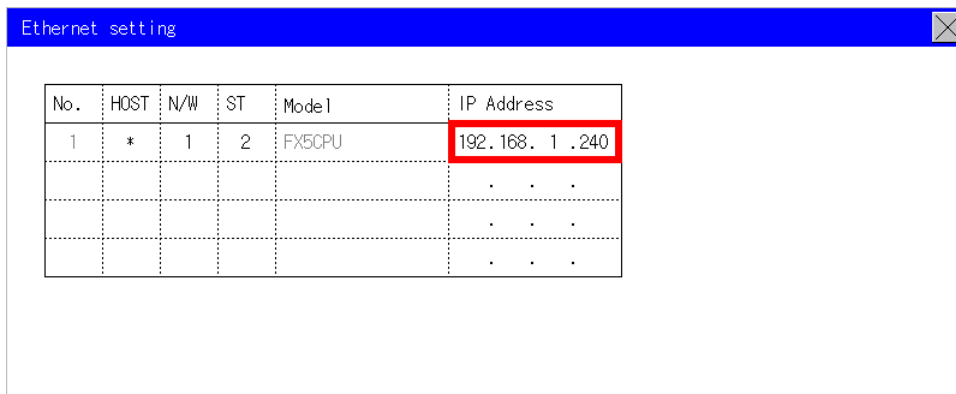 Ethernet setting
No. HOST N/W ST Model IP Address
1 * 1 2 FX5CPU 192.168. 1 .240
. . .
. . .
. . .